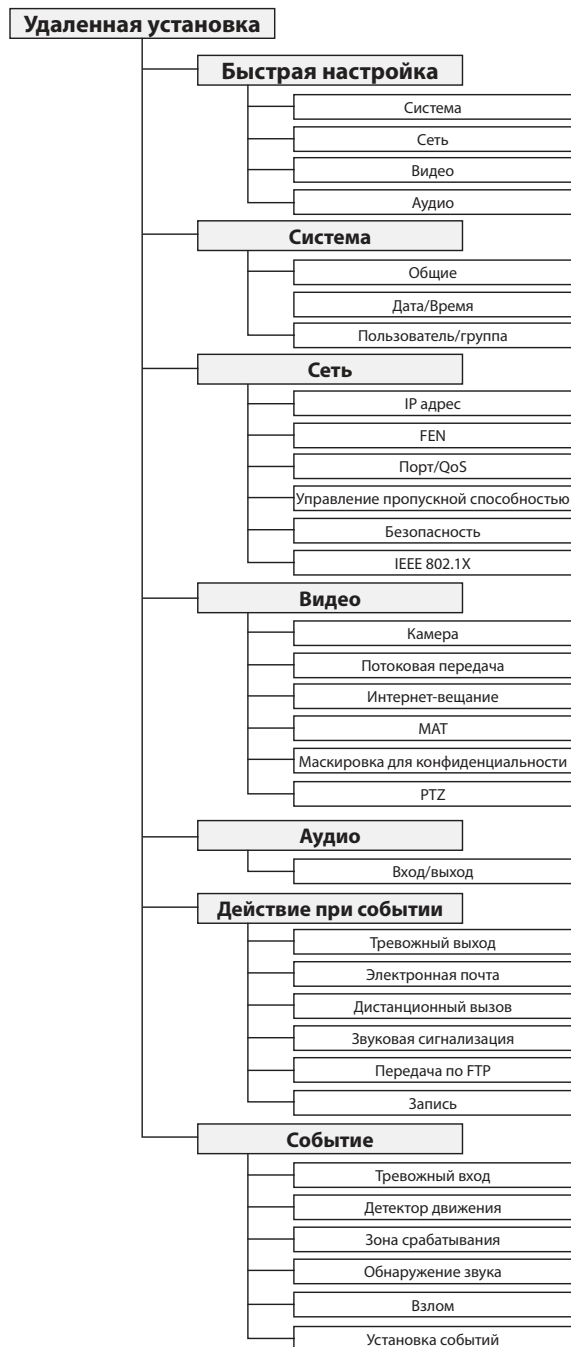 Удаленная установка
Быстрая настройка
Система
Сеть
Видео
Аудио
Система
Общие
Дата/Время
Пользователь/группа
Сеть
IP адрес
FEN
Порт/QoS
Управление пропускной способностью
Безопасность
IEEE 802.1X
Видео
Камера
Потоковая передача
Интернет-вещание
MAT
Маскировка для конфиденциальности
PTZ
Аудио
Вход/выход
Действие при событии
Тревожный выход
Электронная почта
Дистанционный вызов
Звуковая сигнализация
Передача по FTP
Запись
Событие
Тревожный вход
Детектор движения
Зона срабатывания
Обнаружение звука
Взлом
Установка событий